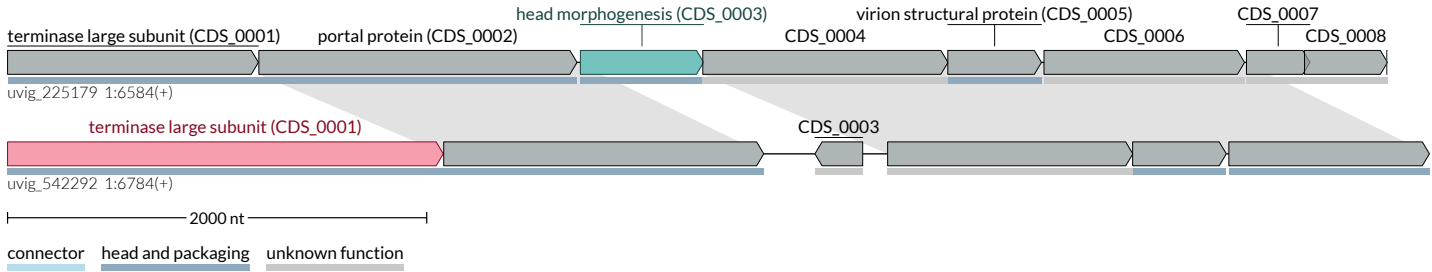 head morphogenesis (CDS_0003) virion structural protein (CDS_0005) CDS_0007
terminase large subunit (CDS_0001) portal protein (CDS_0002) CDS_0004 CDS_0006 CDS_0008
uvig_225179 1:6584(+)
terminase large subunit (CDS_0001) CDS_0003
uvig_542292 1:6784(+)
2000 nt
connector head and packaging unknown function